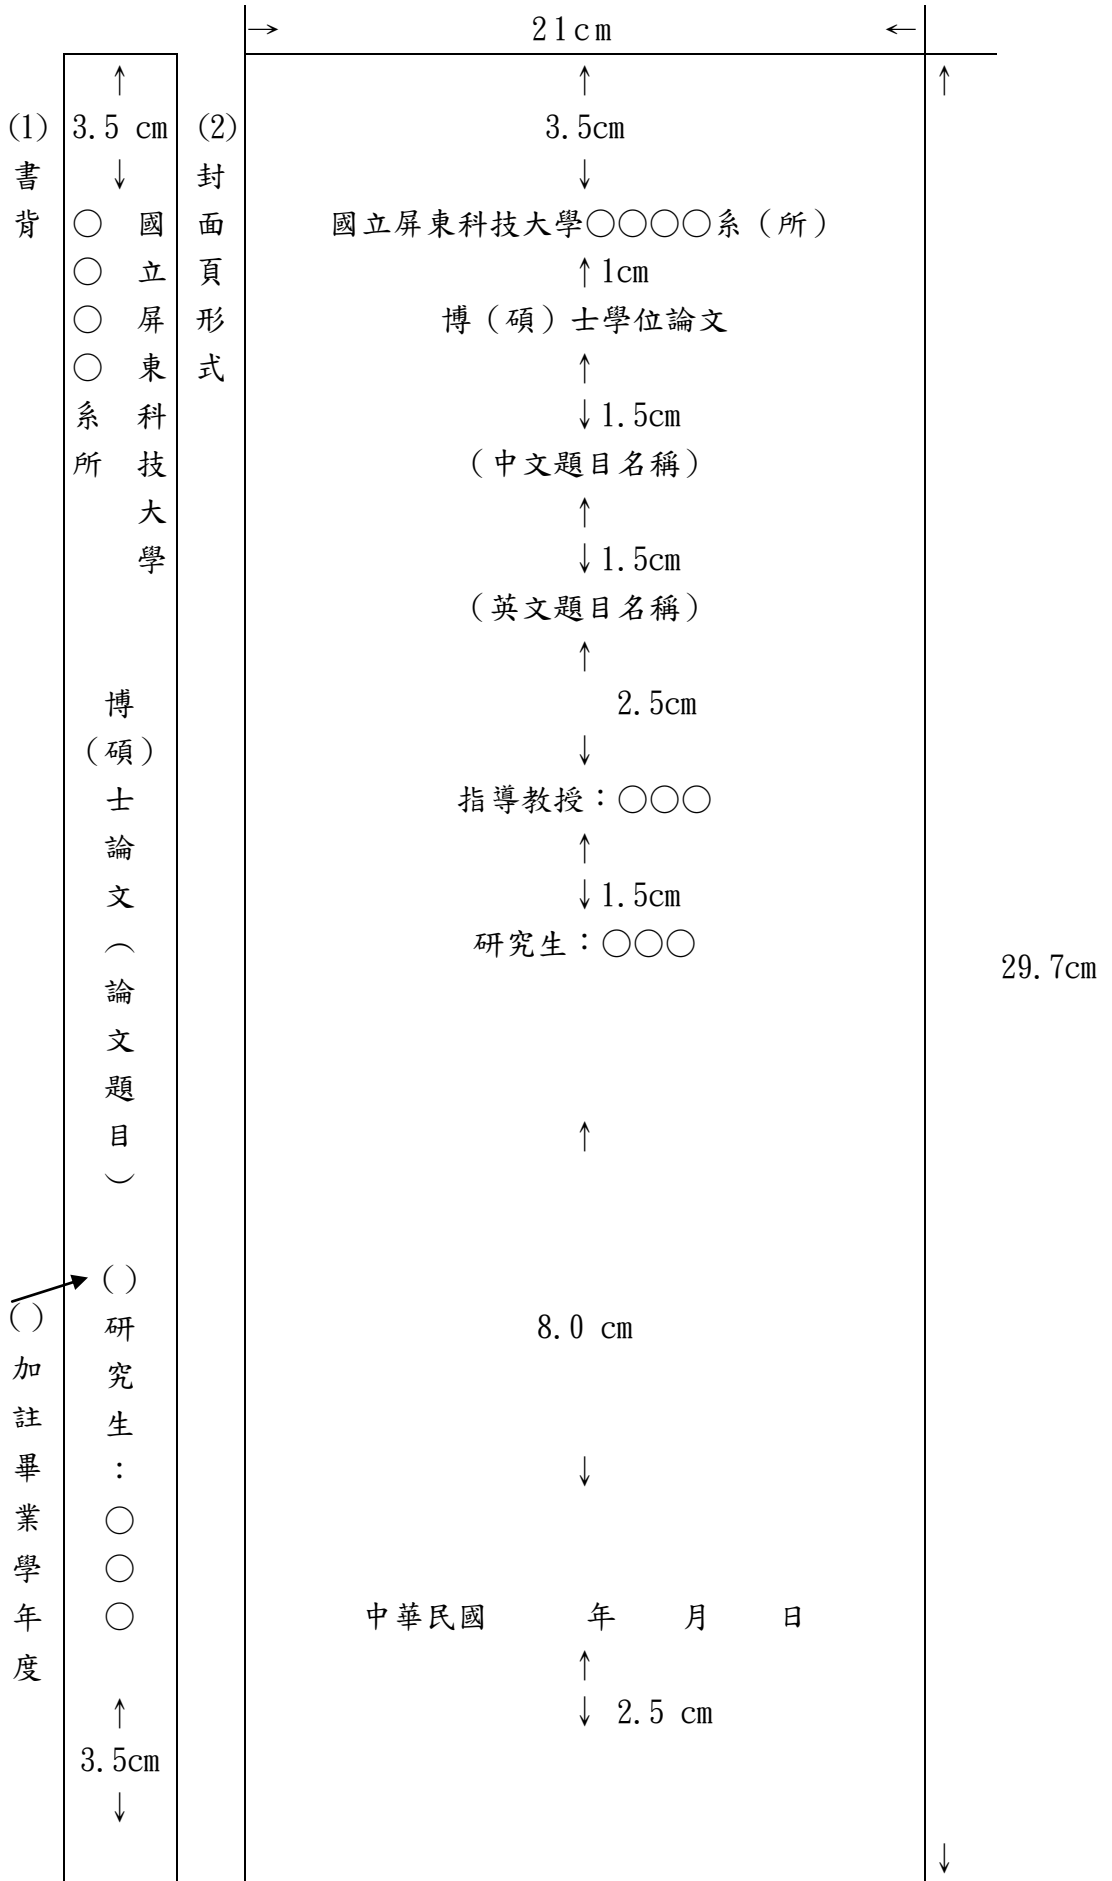 → 21cm ←
(1)書背
↑
3.5 cm
↓
國立屏東科技大學
○○○○系所
博(碩)士論文(論文題目)
( )研究生:○○○
↑
3.5cm
↓
( )加註畢業學年度
(2)封面頁形式
↑
3.5cm
↓
國立屏東科技大學○○○○系(所)
↑1cm
博(碩)士學位論文
↑
↓1.5cm
(中文題目名稱)
↑
↓1.5cm
(英文題目名稱)
↑
2.5cm
↓
指導教授:○○○
↑
↓1.5cm
研究生:○○○
↑
8.0 cm
↓
中華民國 年 月 日
↑
↓ 2.5 cm
↑
29.7cm
↓